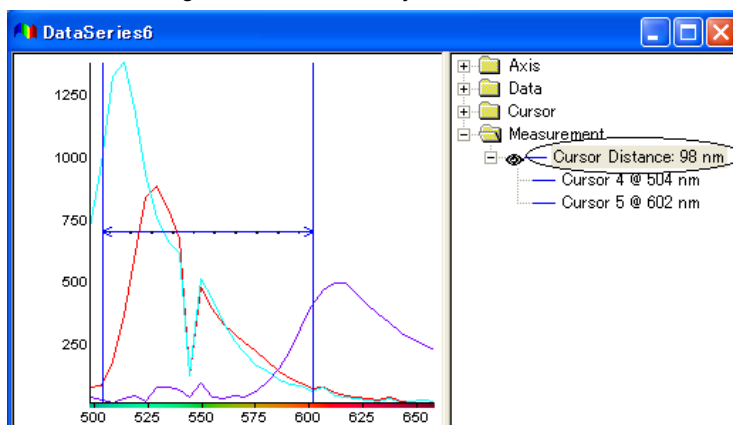 DataSeries6
1250
1000
750
500
250
500 525 550 575 600 625 650
Axis
Data
Cursor
Measurement
Cursor Distance: 98 nm
Cursor 4 @ 504 nm
Cursor 5 @ 602 nm